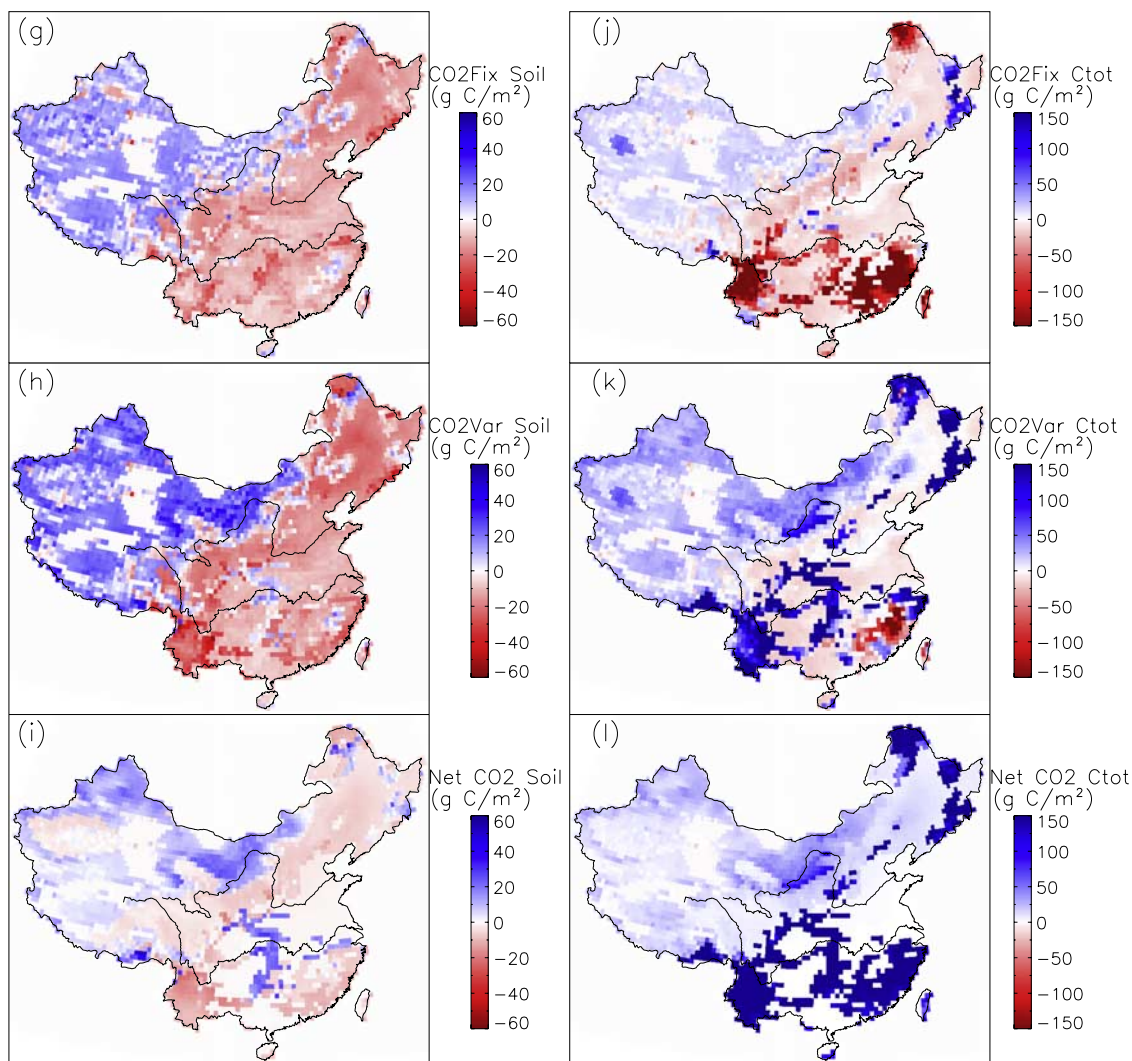 (g)
CO2Fix Soil
(g C/m²)
60
40
20
0
−20
−40
−60
(j)
CO2Fix Ctot
(g C/m²)
150
100
50
0
−50
−100
−150
(h)
CO2Var Soil
(g C/m²)
60
40
20
0
−20
−40
−60
(k)
CO2Var Ctot
(g C/m²)
150
100
50
0
−50
−100
−150
(i)
Net CO2 Soil
(g C/m²)
60
40
20
0
−20
−40
−60
(l)
Net CO2 Ctot
(g C/m²)
150
100
50
0
−50
−100
−150